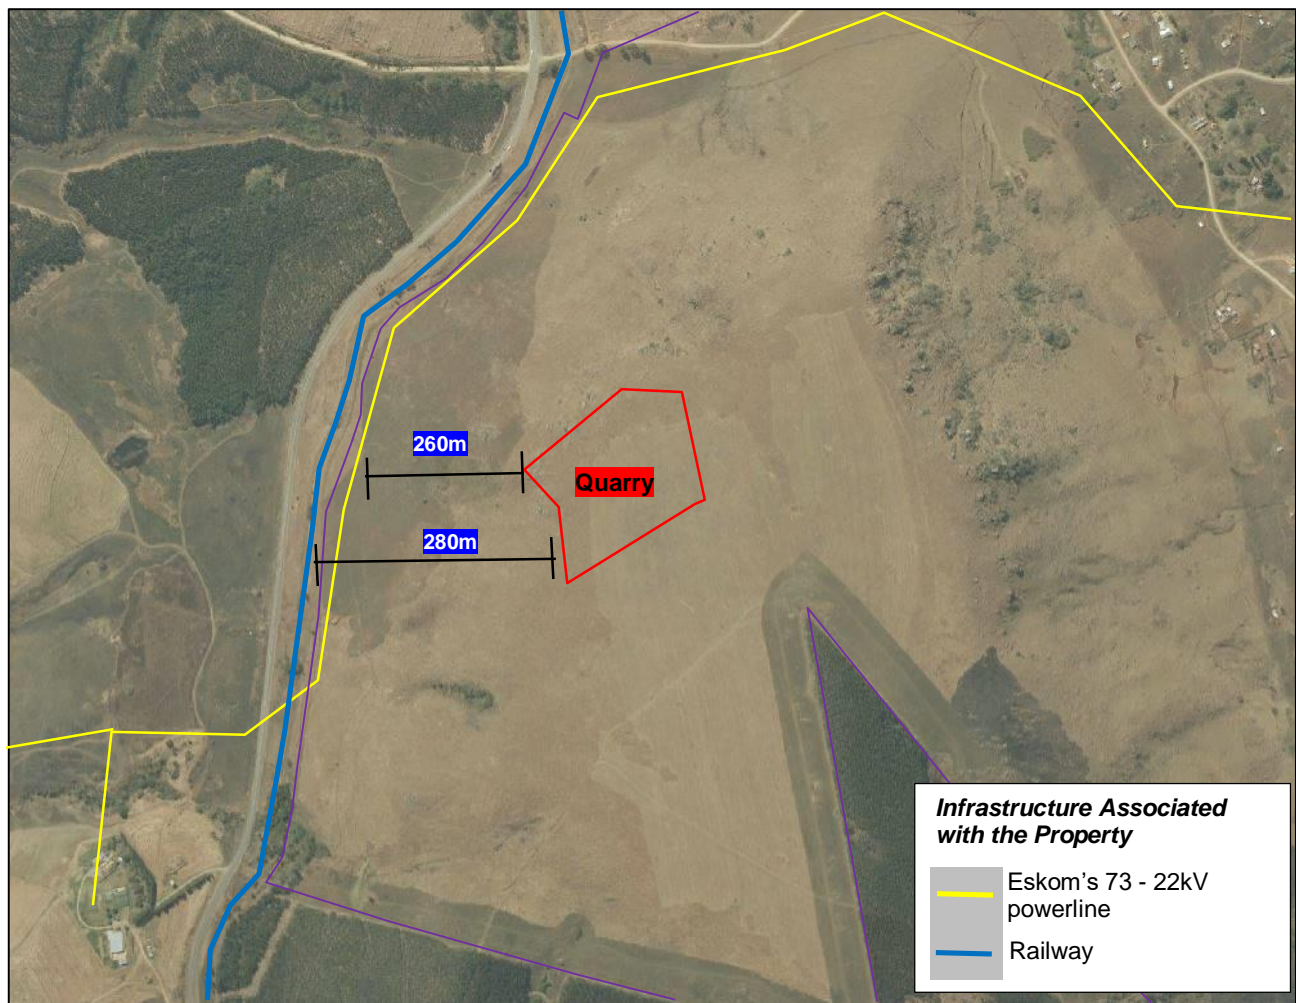 260m
Quarry
280m
Infrastructure Associated
with the Property
Eskom’s 73 - 22kV
powerline
Railway